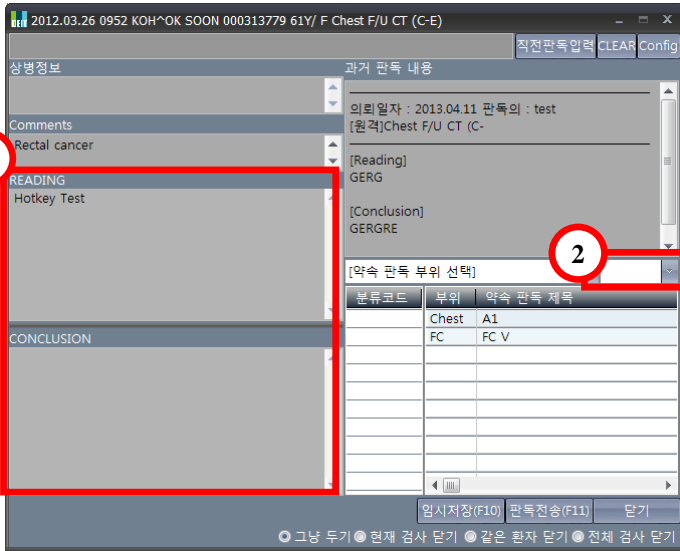 2012.03.26 0952 KOH^OK SOON 000313779 61Y/ F Chest F/U CT (C-E)
직전판독입력 CLEAR Config
상병정보
Comments
Rectal cancer
READING
Hotkey Test
CONCLUSION
과거 판독 내용
의뢰일자 : 2013.04.11 판독의 : test
[원격]Chest F/U CT (C-
[Reading]
GERG
[Conclusion]
GERGRE
2
[약속 판독 부위 선택]
분류코드 부위 약속 판독 제목
Chest A1
FC FC V
임시저장(F10) 판독전송(F11) 닫기
그냥 두기 현재 검사 닫기 같은 환자 닫기 전체 검사 닫기